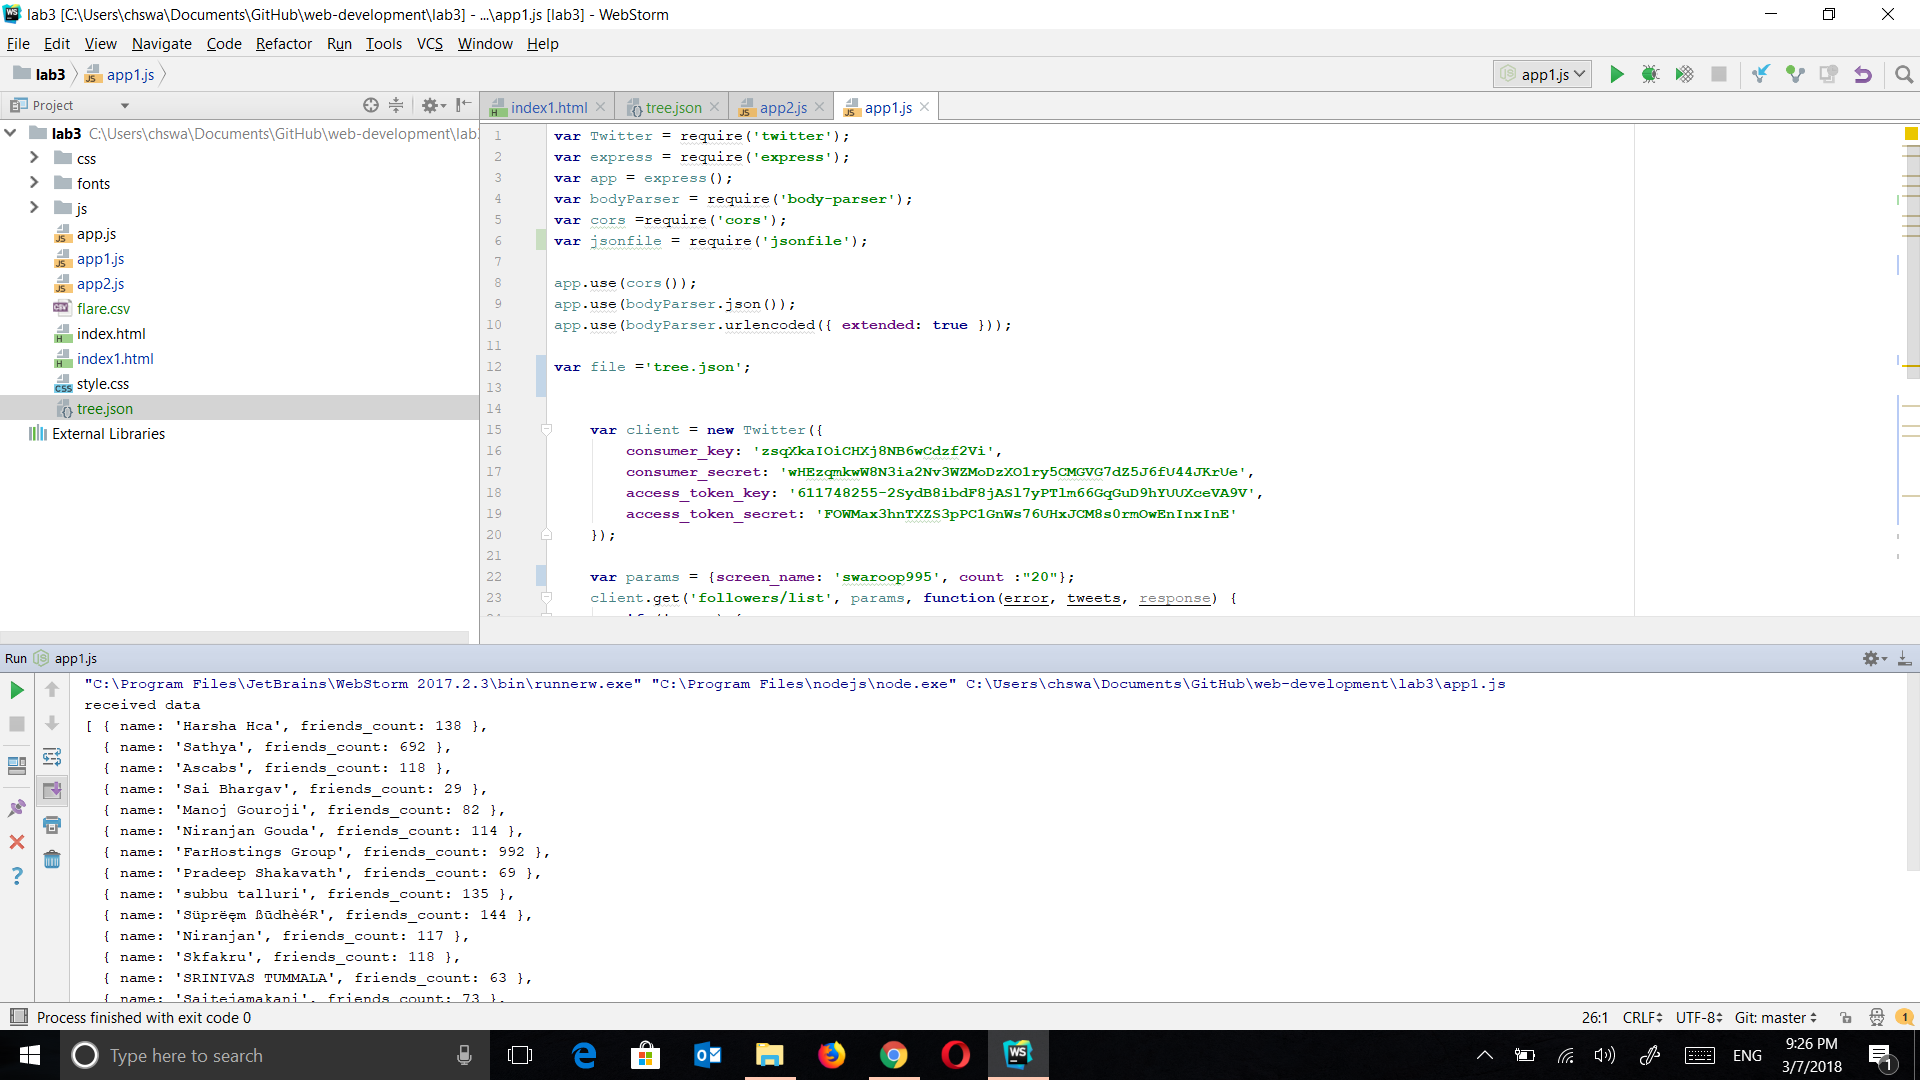 lab3 [C:\Users\chswa\Documents\GitHub\web-development\lab3] - ...\app1.js [lab3] - WebStorm
File Edit View Navigate Code Refactor Run Tools VCS Window Help
lab3 app1.js app1.js
Project index1.html tree.json app2.js app1.js
lab3 C:\Users\chswa\Documents\GitHub\web-development\lab
css
fonts
js
app.js
app1.js
app2.js
flare.csv
index.html
index1.html
style.css
tree.json
External Libraries
1 var Twitter = require('twitter');
2 var express = require('express');
3 var app = express();
4 var bodyParser = require('body-parser');
5 var cors =require('cors');
6 var jsonfile = require('jsonfile');
7
8 app.use(cors());
9 app.use(bodyParser.json());
10 app.use(bodyParser.urlencoded({ extended: true }));
11
12 var file ='tree.json';
13
14
15 var client = new Twitter({
16 consumer_key: 'zsqXkaIOiCHXj8NB6wCdzf2Vi',
17 consumer_secret: 'wHEzqmkwW8N3ia2Nv3WZMoDzXO1ry5CMGVG7dZ5J6fU44JKrUe',
18 access_token_key: '611748255-2SydB8ibdF8jASl7yPTlm66GqGuD9hYUUXceVA9V',
19 access_token_secret: 'FOWMax3hnTXZS3pPC1GnWs76UHxJCM8s0rmOwEnInxInE'
20 });
21
22 var params = {screen_name: 'swaroop995', count :"20"};
23 client.get('followers/list', params, function(error, tweets, response) {
Run app1.js
"C:\Program Files\JetBrains\WebStorm 2017.2.3\bin\runnerw.exe" "C:\Program Files\nodejs\node.exe" C:\Users\chswa\Documents\GitHub\web-development\lab3\app1.js
received data
[ { name: 'Harsha Hca', friends_count: 138 },
{ name: 'Sathya', friends_count: 692 },
{ name: 'Ascabs', friends_count: 118 },
{ name: 'Sai Bhargav', friends_count: 29 },
{ name: 'Manoj Gouroji', friends_count: 82 },
{ name: 'Niranjan Gouda', friends_count: 114 },
{ name: 'FarHostings Group', friends_count: 992 },
{ name: 'Pradeep Shakavath', friends_count: 69 },
{ name: 'subbu talluri', friends_count: 135 },
{ name: 'Süprëęm ßūdhèéR', friends_count: 144 },
{ name: 'Niranjan', friends_count: 117 },
{ name: 'Skfakru', friends_count: 118 },
{ name: 'SRINIVAS TUMMALA', friends_count: 63 },
{ name: 'Saitejamakani', friends_count: 73 },
Process finished with exit code 0 26:1 CRLF UTF-8 Git: master 1
Type here to search
ENG
9:26 PM
3/7/2018
1